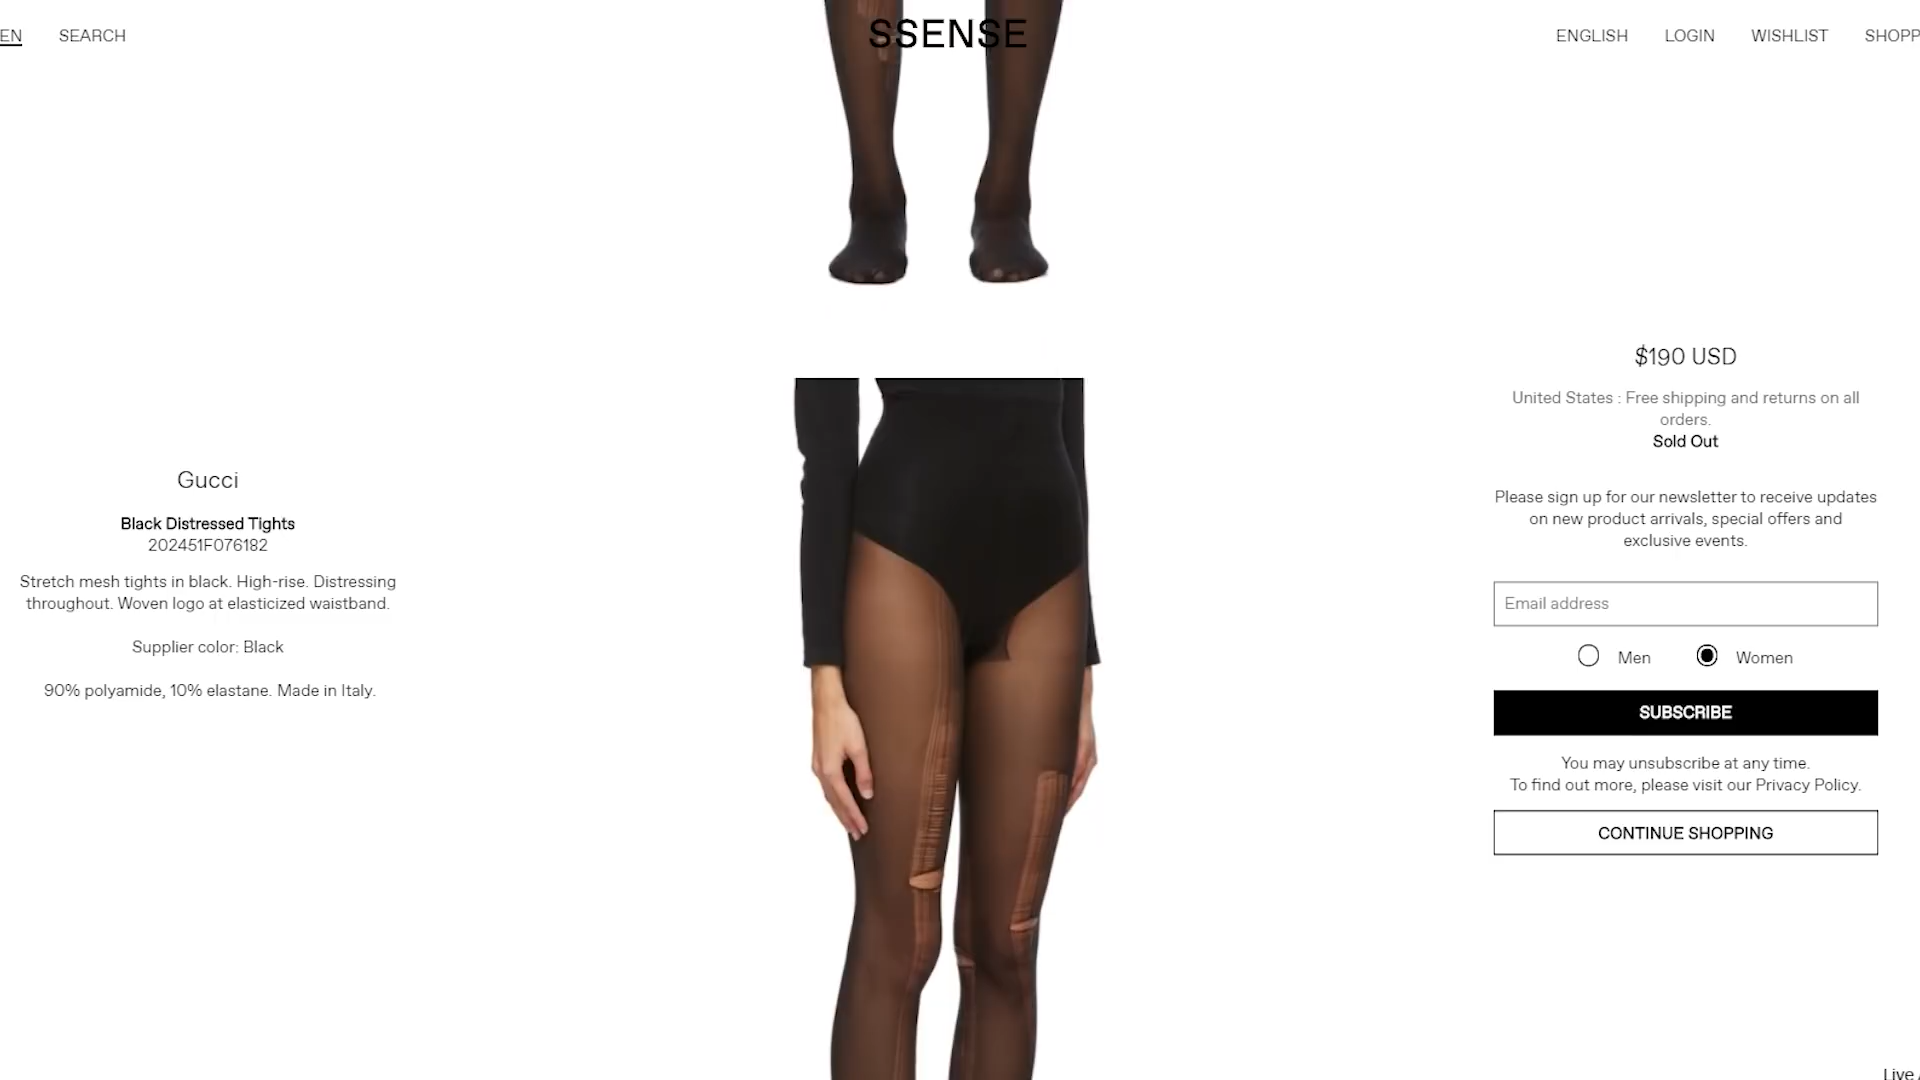 EN
SEARCH
SSENSE
ENGLISH
LOGIN
WISHLIST
SHOPP
Gucci
Black Distressed Tights
202451F076182
Stretch mesh tights in black. High-rise. Distressing
throughout. Woven logo at elasticized waistband.
Supplier color: Black
90% polyamide, 10% elastane. Made in Italy.
$190 USD
United States : Free shipping and returns on all
orders.
Sold Out
Please sign up for our newsletter to receive updates
on new product arrivals, special offers and
exclusive events.
Email address
Men
Women
SUBSCRIBE
You may unsubscribe at any time.
To find out more, please visit our Privacy Policy.
CONTINUE SHOPPING
Live